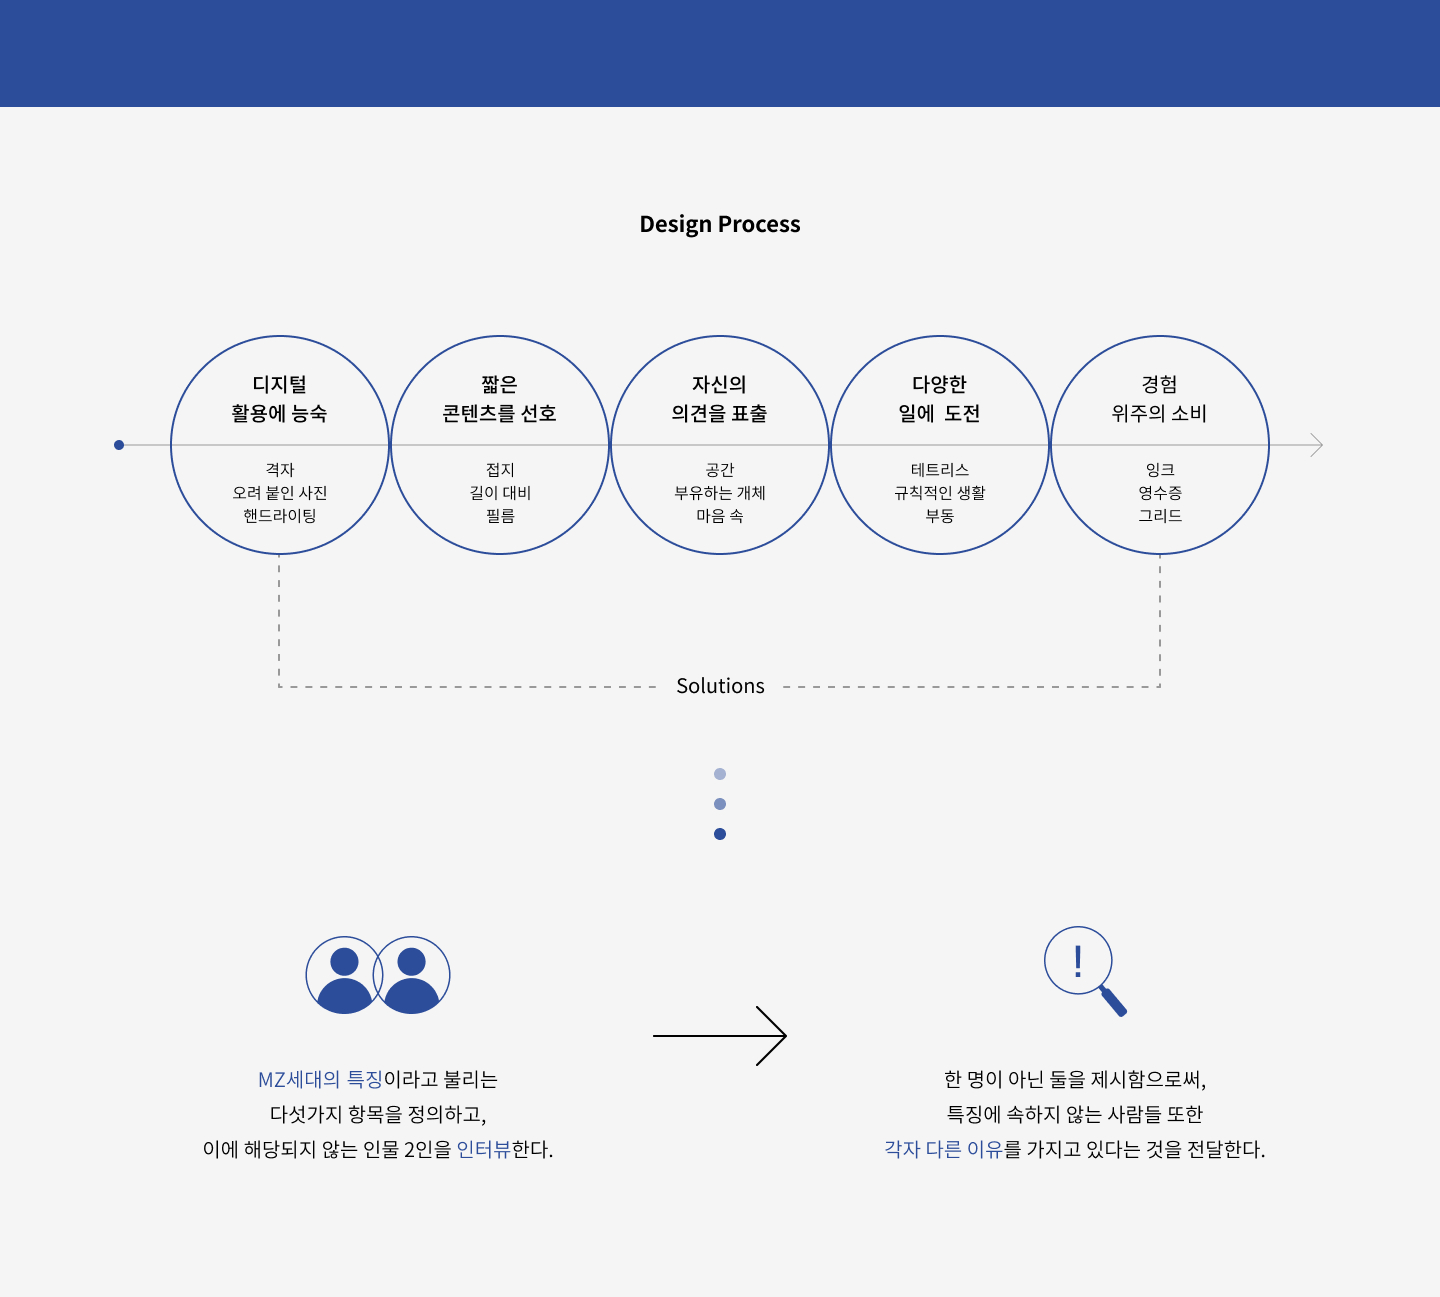 Design Process
디지털
활용에 능숙
격자
오려 붙인 사진
핸드라이팅
짧은
콘텐츠를 선호
접지
길이 대비
필름
자신의
의견을 표출
공간
부유하는 개체
마음 속
다양한
일에 도전
테트리스
규칙적인 생활
부동
경험
위주의 소비
잉크
영수증
그리드
Solutions
MZ세대의 특징이라고 불리는
다섯가지 항목을 정의하고,
이에 해당되지 않는 인물 2인을 인터뷰한다.
!
한 명이 아닌 둘을 제시함으로써,
특징에 속하지 않는 사람들 또한
각자 다른 이유를 가지고 있다는 것을 전달한다.